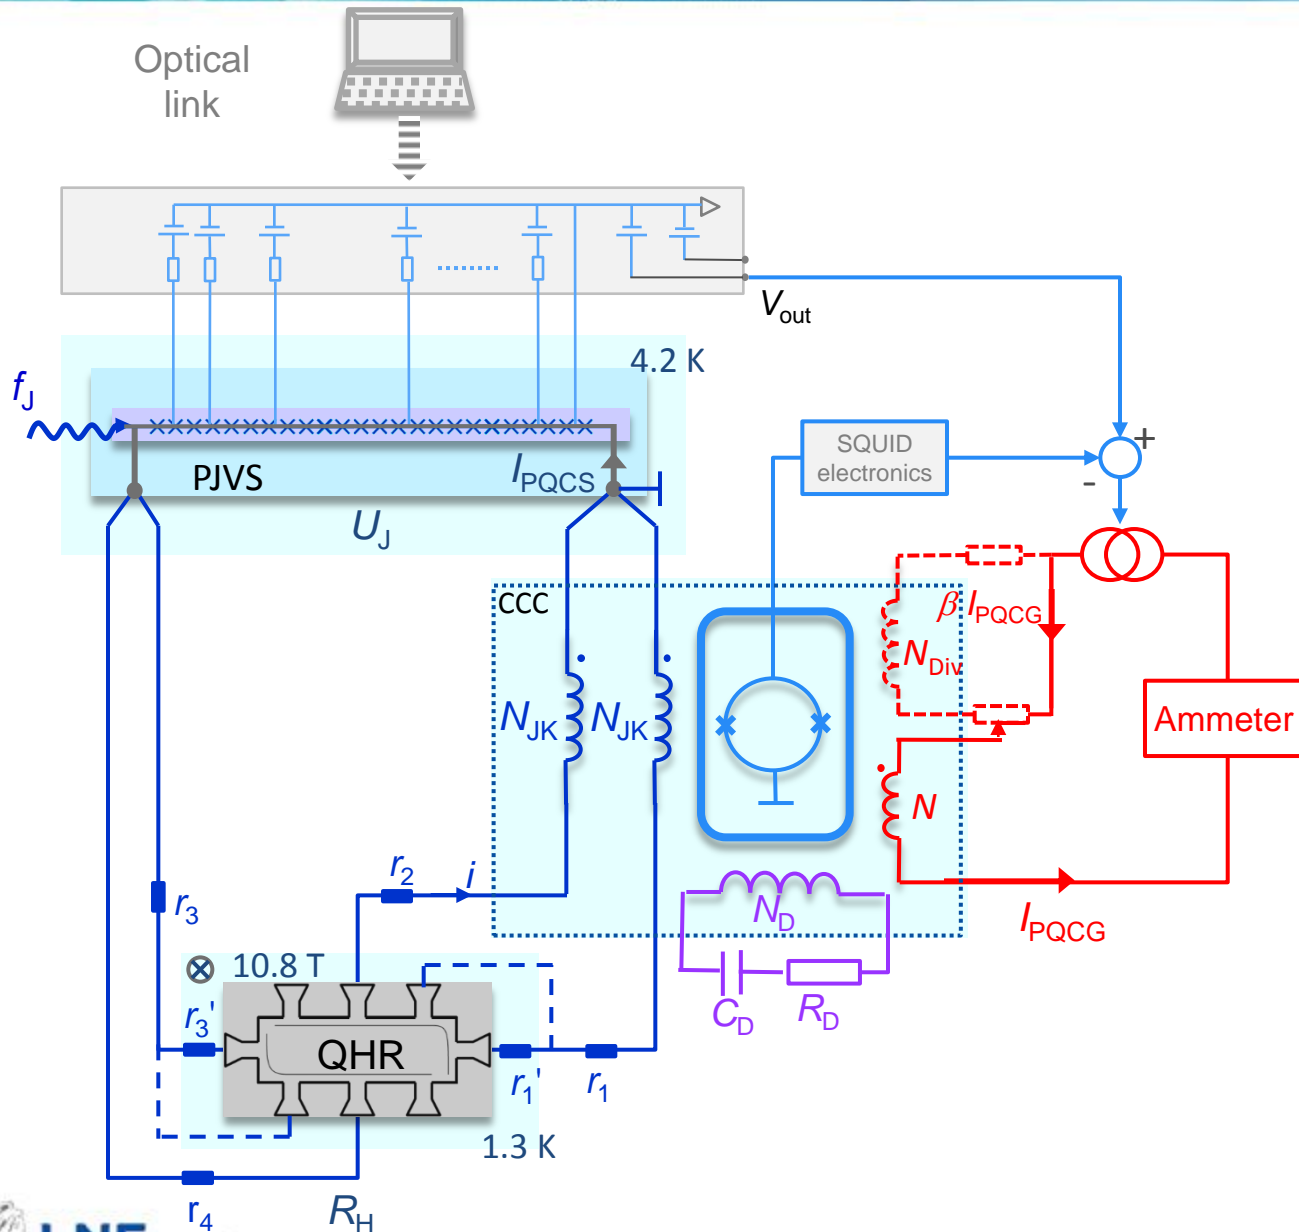 Optical
link
V_out
4.2 K
f_J
SQUID
electronics
+
-
PJVS
I_PQCS
U_J
CCC
β I_PQCG
N_Div
N_JK
N_JK
Ammeter
N
r_2
i
N_D
I_PQCG
r_3
10.8 T
C_D
R_D
r_3'
QHR
r_1'
r_1
1.3 K
r_4
R_H
LNE